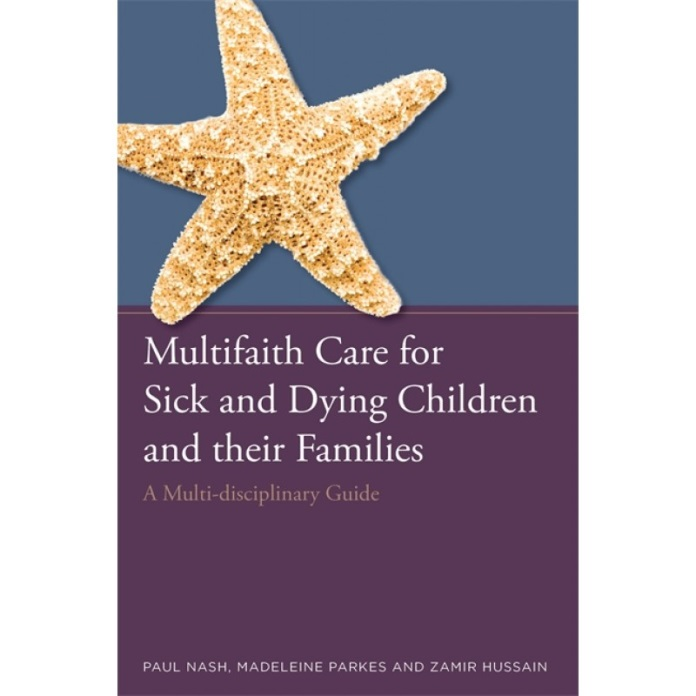 Multifaith Care for
Sick and Dying Children
and their Families
A Multi-disciplinary Guide
PAUL NASH, MADELEINE PARKES AND ZAMIR HUSSAIN